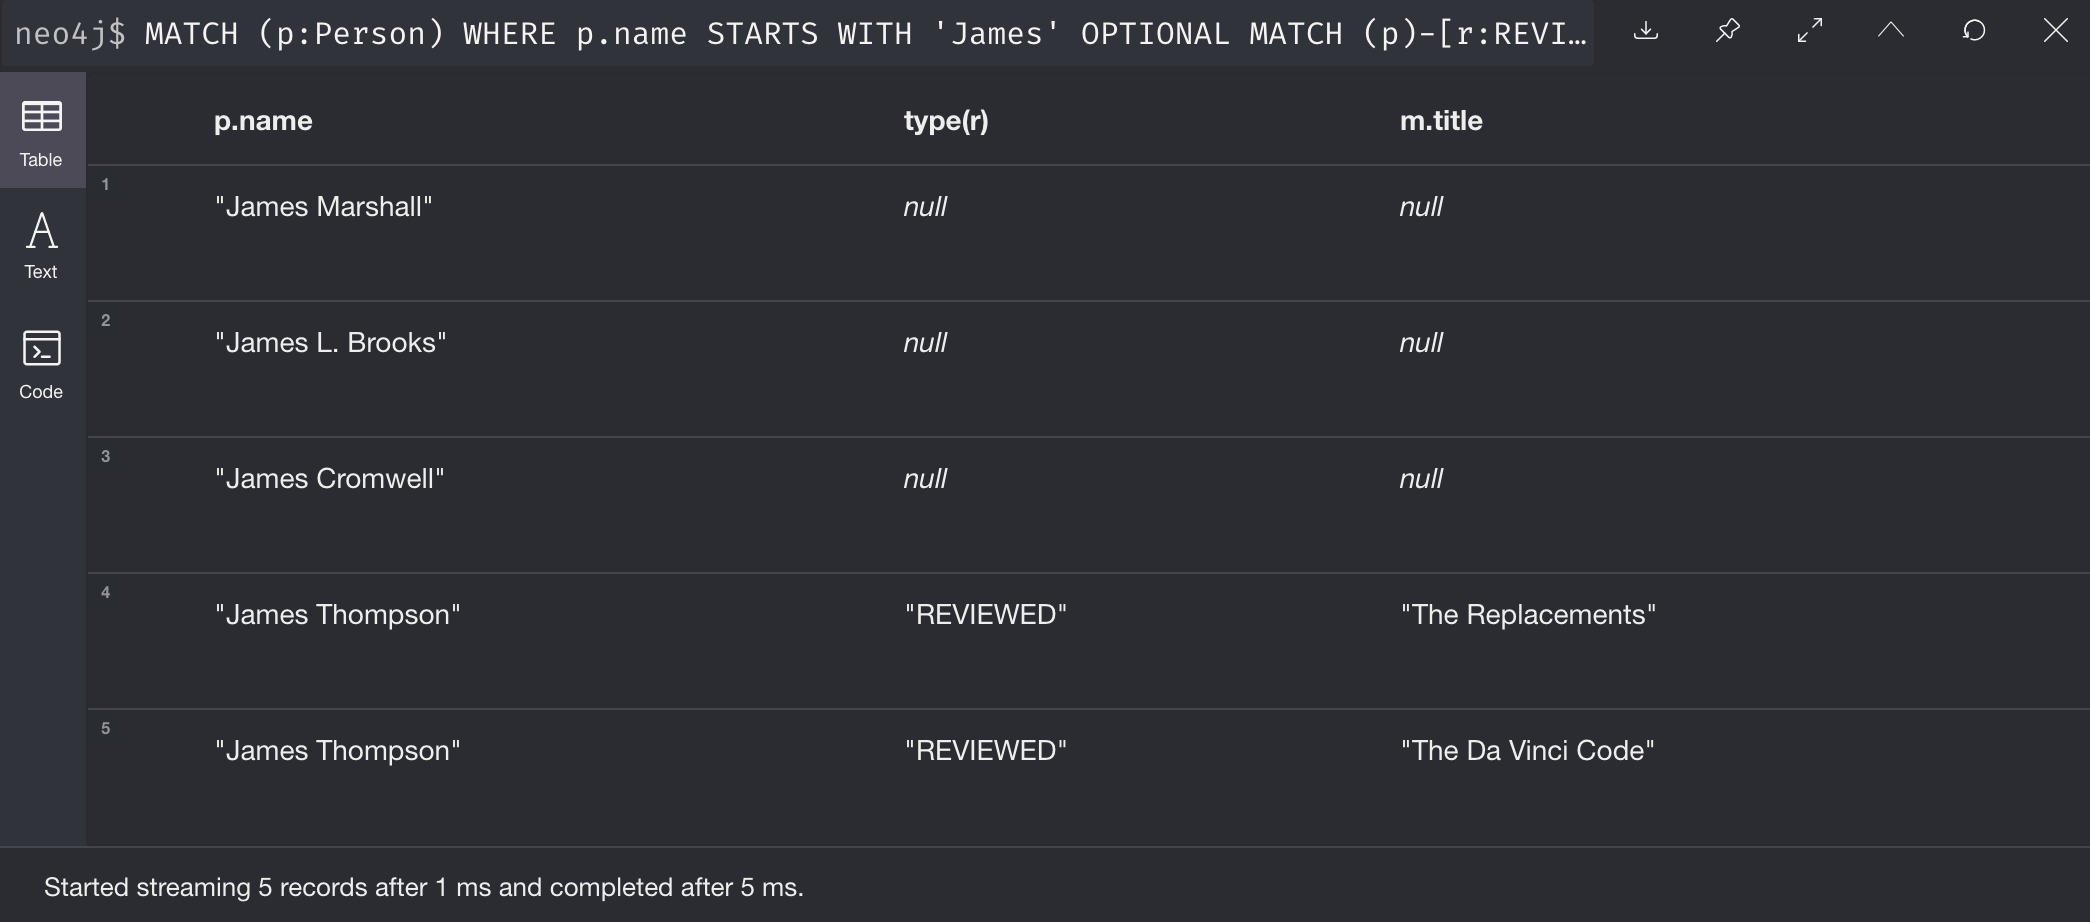 neo4j$ MATCH (p:Person) WHERE p.name STARTS WITH 'James' OPTIONAL MATCH (p)-[r:REVI…
Table
Text
Code
p.name type(r) m.title
1 "James Marshall" null null
2 "James L. Brooks" null null
3 "James Cromwell" null null
4 "James Thompson" "REVIEWED" "The Replacements"
5 "James Thompson" "REVIEWED" "The Da Vinci Code"
Started streaming 5 records after 1 ms and completed after 5 ms.